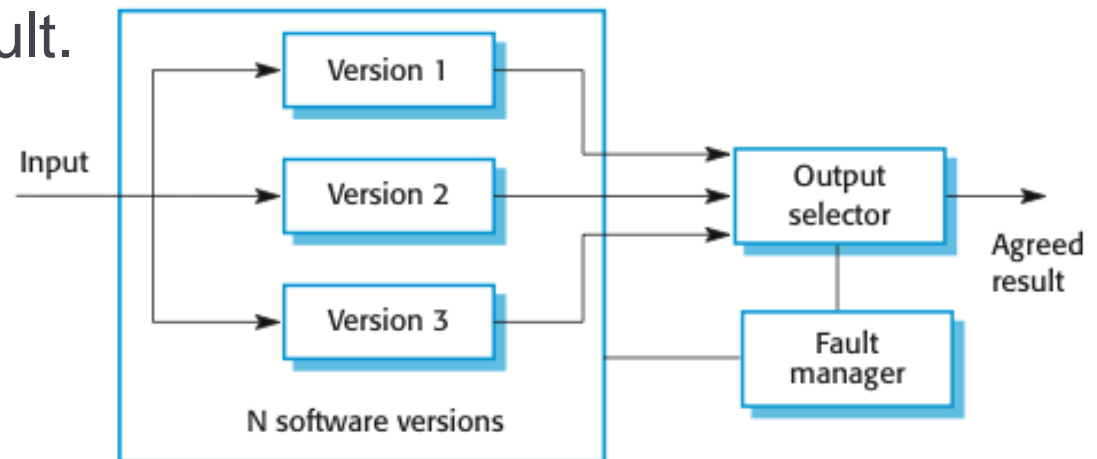 ult.
Version 1
Input
Version 2
Output
selector
Agreed
result
Version 3
Fault
manager
N software versions